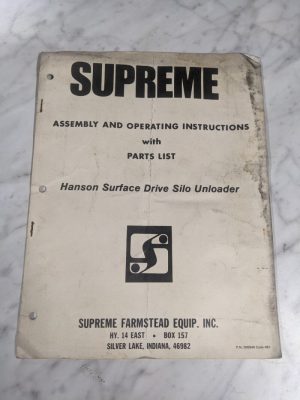 SUPREME
ASSEMBLY AND OPERATING INSTRUCTIONS
with
PARTS LIST
Hanson Surface Drive Silo Unloader
SUPREME FARMSTEAD EQUIP. INC.
HY. 14 EAST • BOX 157
SILVER LAKE, INDIANA, 46982